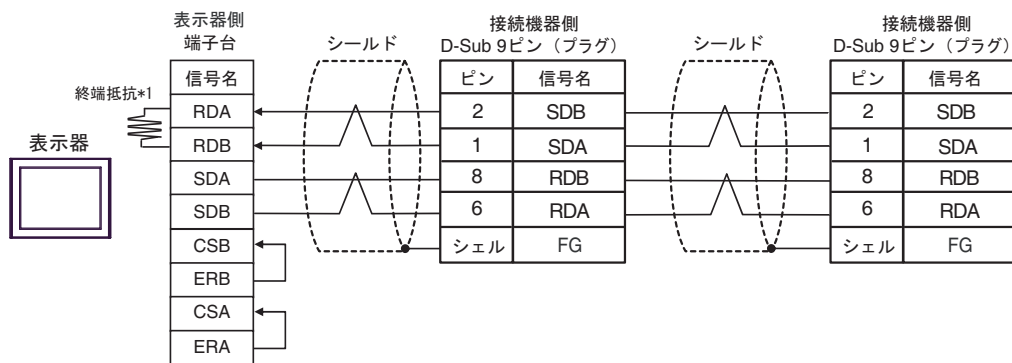 表示器側
端子台
シールド
接続機器側
D-Sub 9ピン（プラグ）
シールド
接続機器側
D-Sub 9ピン（プラグ）
終端抵抗*1
表示器
信号名
RDA
RDB
SDA
SDB
CSB
ERB
CSA
ERA
ピン 信号名
2 SDB
1 SDA
8 RDB
6 RDA
シェル FG
ピン 信号名
2 SDB
1 SDA
8 RDB
6 RDA
シェル FG